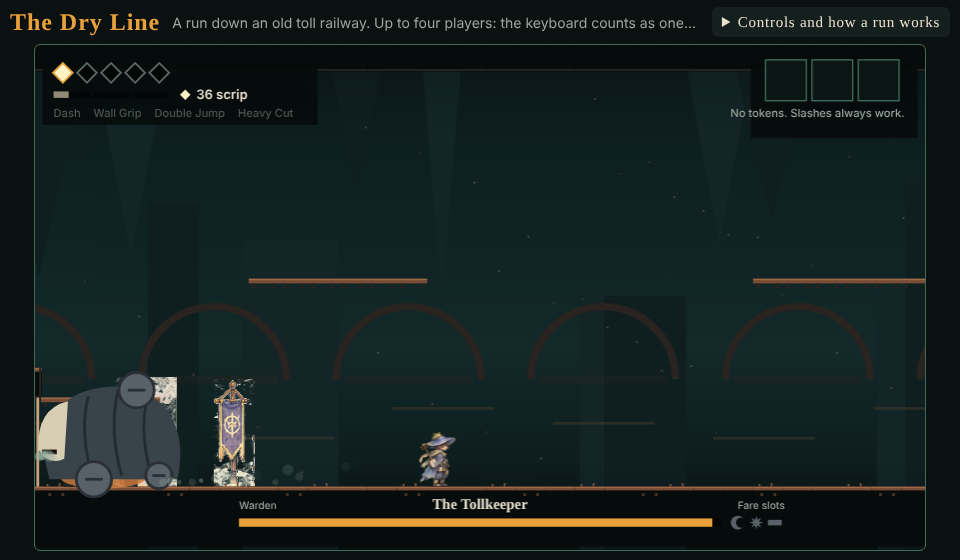 The Dry Line
A run down an old toll railway. Up to four players: the keyboard counts as one...
Controls and how a run works
36 scrip
Dash Wall Grip Double Jump Heavy Cut
No tokens. Slashes always work.
Warden
The Tollkeeper
Fare slots